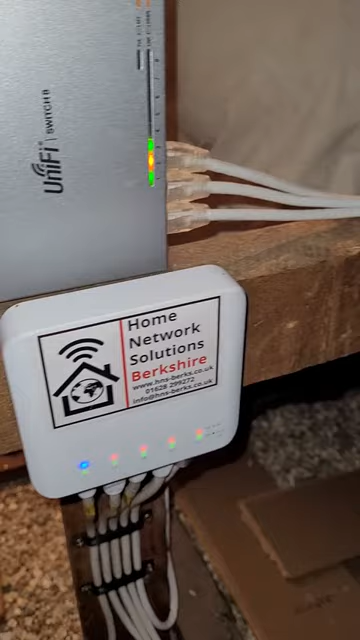 UniFi | SWITCH 8
Home
Network
Solutions
Berkshire
www.hns-berks.co.uk
01628 299272
info@hns-berks.co.uk